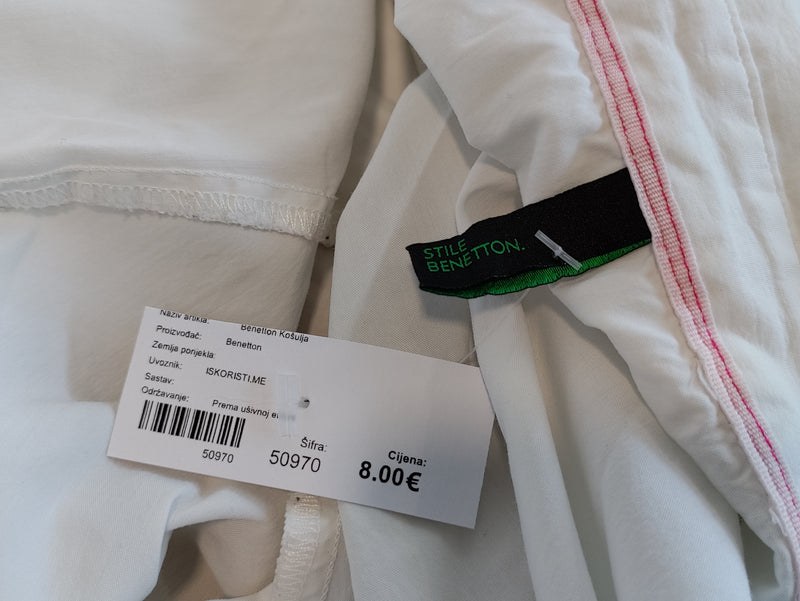 STILE
BENETTON.
Naziv artikla: Benetton Košulja
Proizvođač: Benetton
Zemlja porijekla:
Uvoznik: ISKORISTI.ME
Sastav:
Održavanje: Prema ušivnoj
50970
Šifra:
50970
Cijena:
8.00€